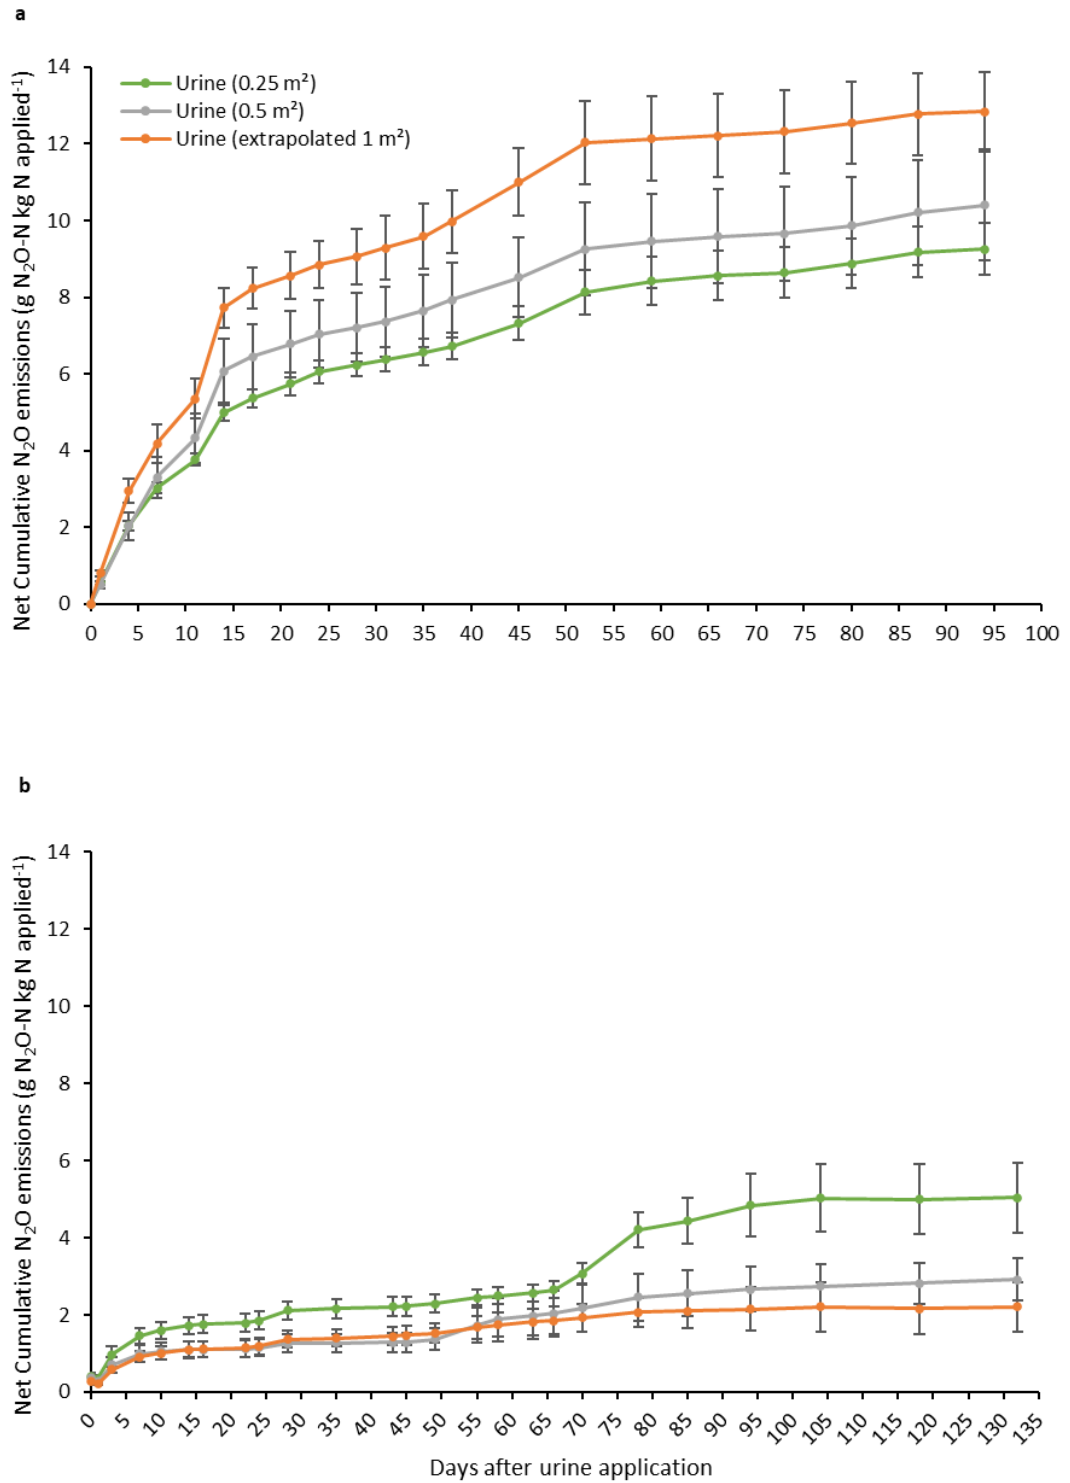 a
Net Cumulative N₂O emissions (g N₂O-N kg N applied⁻¹)
14
12
10
8
6
4
2
0
Urine (0.25 m²)
Urine (0.5 m²)
Urine (extrapolated 1 m²)
0 5 10 15 20 25 30 35 40 45 50 55 60 65 70 75 80 85 90 95 100
b
Net Cumulative N₂O emissions (g N₂O-N kg N applied⁻¹)
14
12
10
8
6
4
2
0
0 5 10 15 20 25 30 35 40 45 50 55 60 65 70 75 80 85 90 95 100 105 110 115 120 125 130 135
Days after urine application